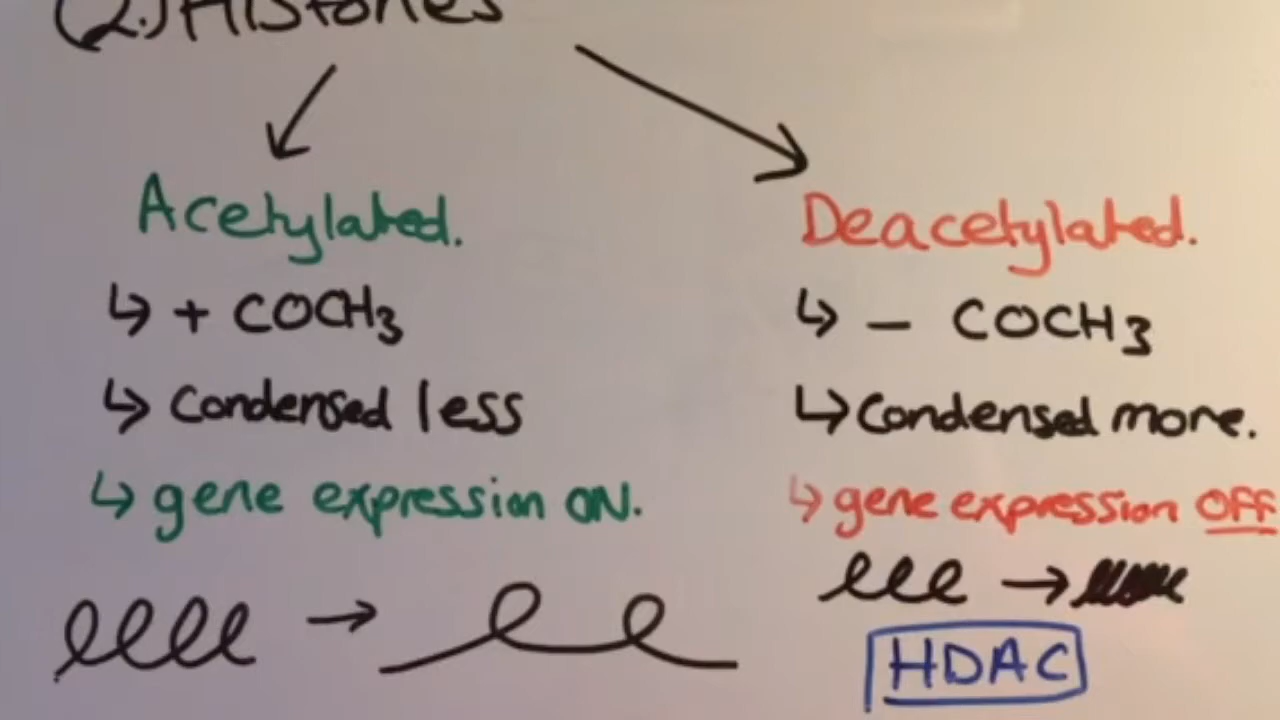 (2.) Histones
Acetylated.
↳ + COCH3
↳ Condensed less
↳ gene expression ON.
Deacetylated.
↳ − COCH3
↳ Condensed more.
↳ gene expression OFF
HDAC